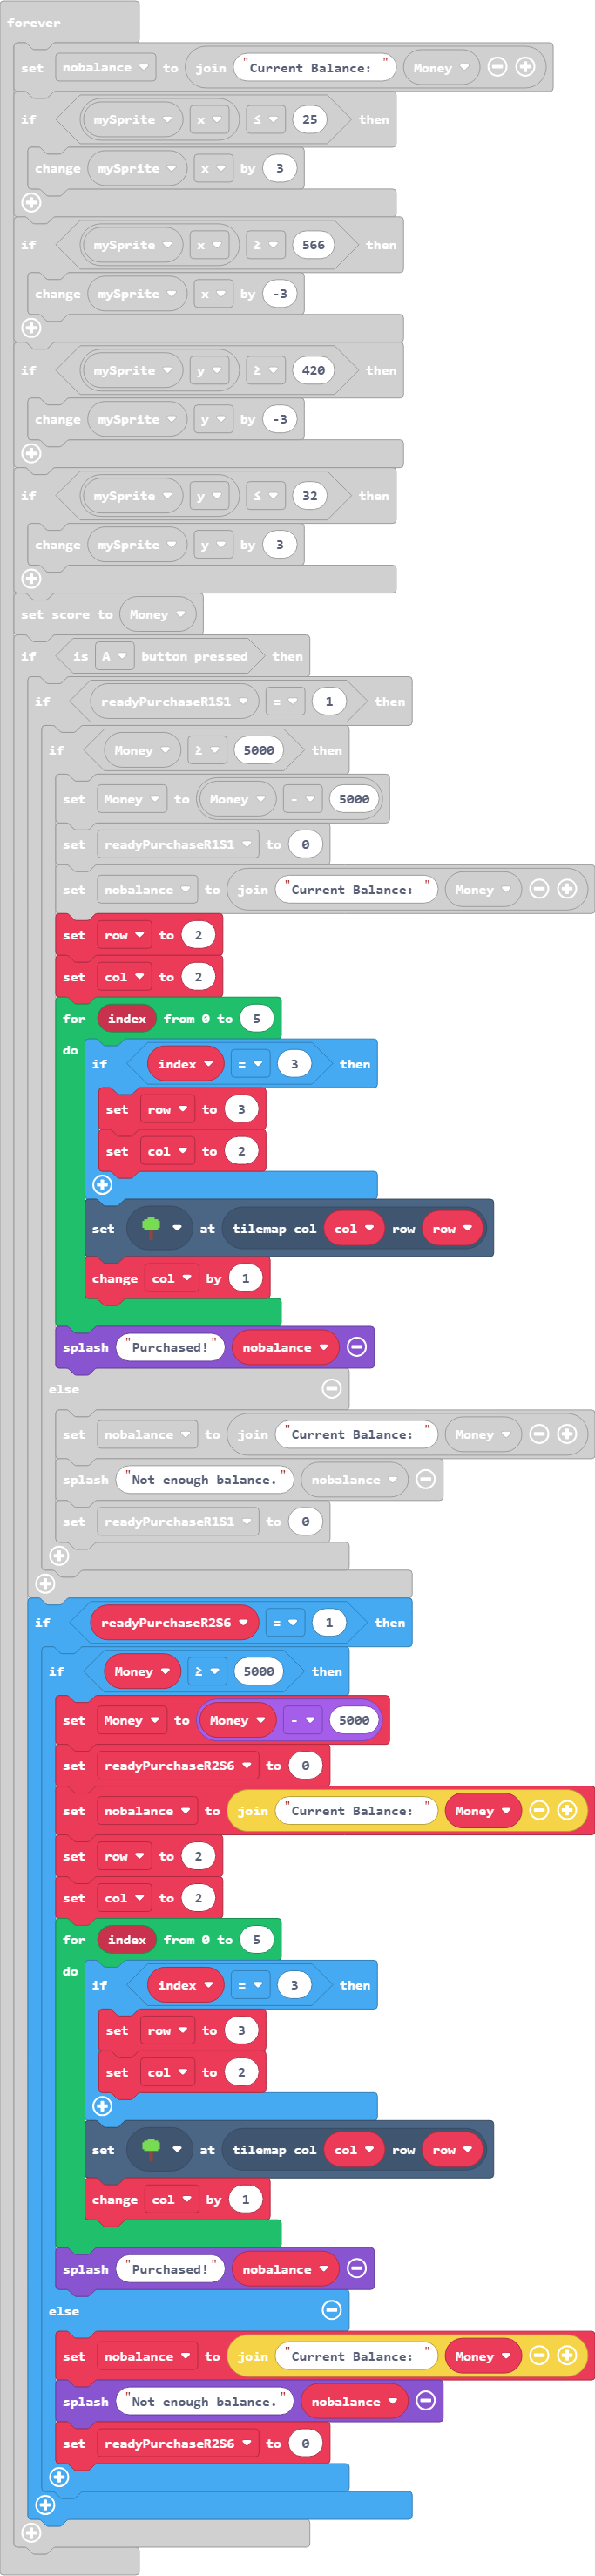 forever
set nobalance to join "Current Balance: " Money
if mySprite x ≤ 25 then
change mySprite x by 3
if mySprite x ≥ 566 then
change mySprite x by -3
if mySprite y ≥ 420 then
change mySprite y by -3
if mySprite y ≤ 32 then
change mySprite y by 3
set score to Money
if is A button pressed then
if readyPurchaseR1S1 = 1 then
if Money ≥ 5000 then
set Money to Money - 5000
set readyPurchaseR1S1 to 0
set nobalance to join "Current Balance: " Money
set row to 2
set col to 2
for index from 0 to 5
do if index = 3 then
set row to 3
set col to 2
set at tilemap col col row row
change col by 1
splash "Purchased!" nobalance
else
set nobalance to join "Current Balance: " Money
splash "Not enough balance." nobalance
set readyPurchaseR1S1 to 0
if readyPurchaseR2S6 = 1 then
if Money ≥ 5000 then
set Money to Money - 5000
set readyPurchaseR2S6 to 0
set nobalance to join "Current Balance: " Money
set row to 2
set col to 2
for index from 0 to 5
do if index = 3 then
set row to 3
set col to 2
set at tilemap col col row row
change col by 1
splash "Purchased!" nobalance
else
set nobalance to join "Current Balance: " Money
splash "Not enough balance." nobalance
set readyPurchaseR2S6 to 0